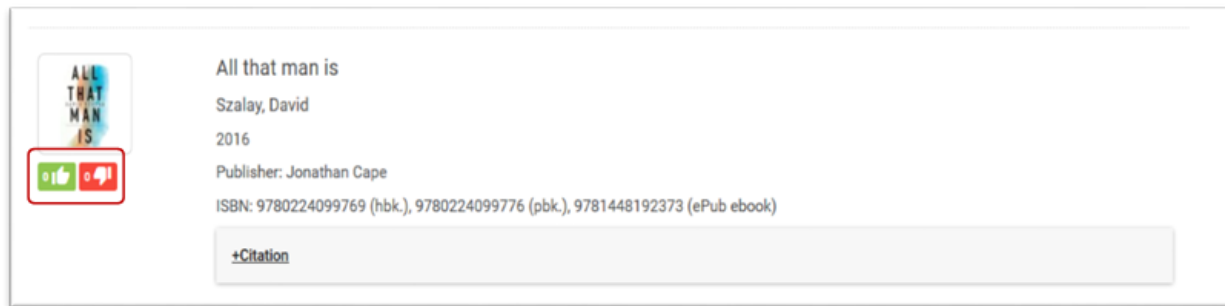 ALL
THAT
MAN
IS
0
0
All that man is
Szalay, David
2016
Publisher: Jonathan Cape
ISBN: 9780224099769 (hbk.), 9780224099776 (pbk.), 9781448192373 (ePub ebook)
+Citation